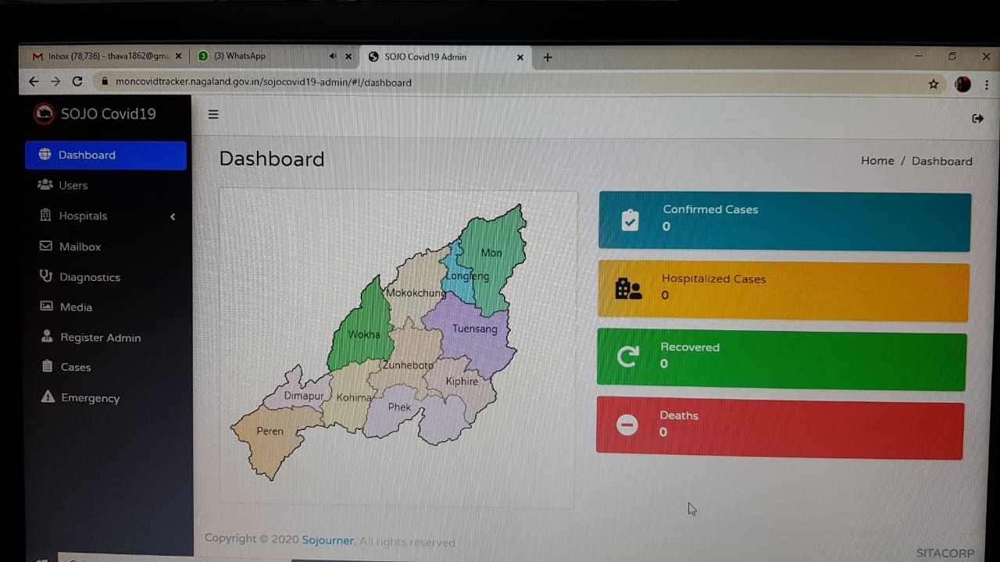 Inbox (78,736) - thava1862@gma
(3) WhatsApp
SOJO Covid19 Admin
moncovidtracker.nagaland.gov.in/sojocovid19-admin/#!/dashboard
SOJO Covid19
Dashboard
Users
Hospitals
Mailbox
Diagnostics
Media
Register Admin
Cases
Emergency
Dashboard
Home / Dashboard
Mon
Longleng
Mokokchung
Tuensang
Wokha
Zunheboto
Kiphire
Dimapur
Kohima
Phek
Peren
Confirmed Cases
0
Hospitalized Cases
0
Recovered
0
Deaths
0
Copyright © 2020 Sojourner. All rights reserved.
SITACORP